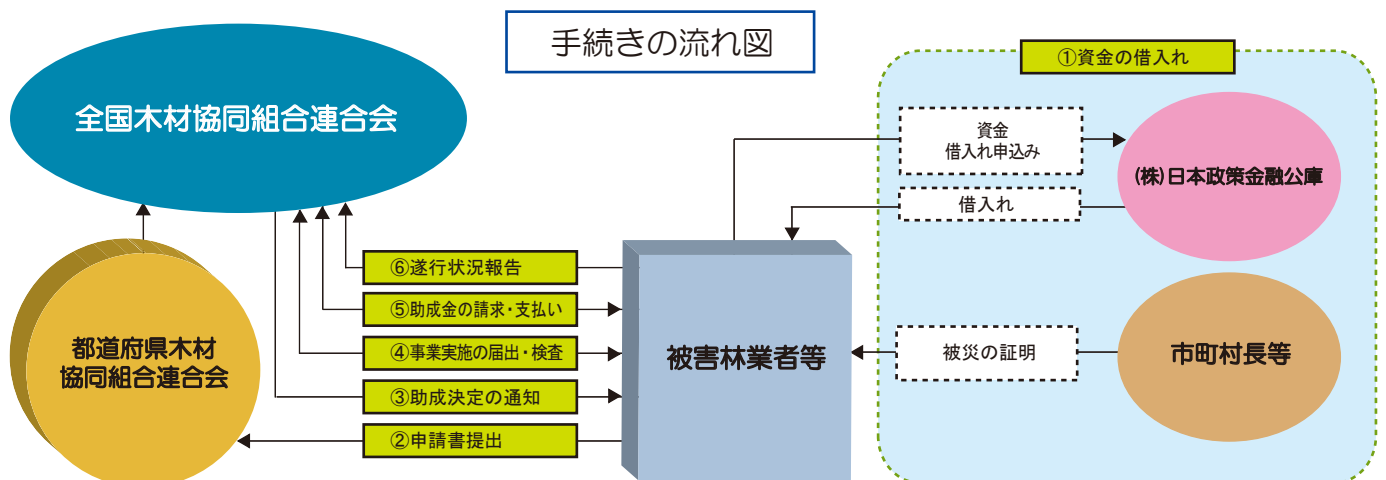 手続きの流れ図
①資金の借入れ
全国木材協同組合連合会
資金
借入れ申込み
(株)日本政策金融公庫
借入れ
⑥遂行状況報告
⑤助成金の請求・支払い
④事業実施の届出・検査
③助成決定の通知
②申請書提出
都道府県木材
協同組合連合会
被害林業者等
被災の証明
市町村長等